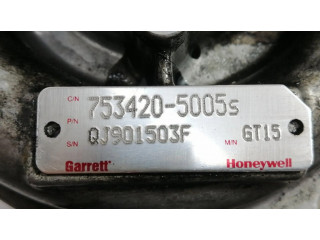 C/N 753420-5005s
P/N
S/N QJ901503F M/N GT15
Garrett Honeywell